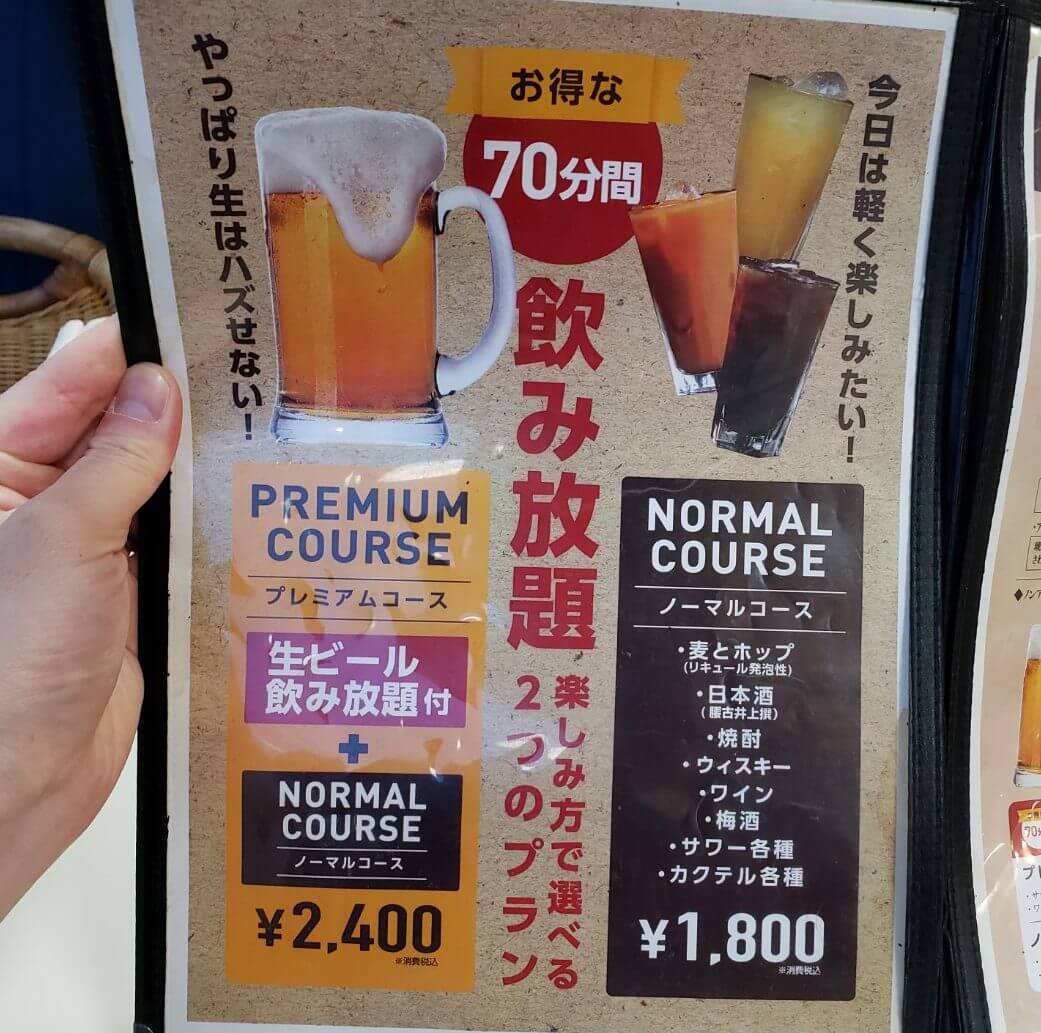 やっぱり生はハズせない!
お得な
70分間
飲み放題
楽しみ方で選べる
2つのプラン
今日は軽く楽しみたい!
PREMIUM
COURSE
プレミアムコース
生ビール
飲み放題付
+
NORMAL
COURSE
ノーマルコース
¥2,400
※消費税込
NORMAL
COURSE
ノーマルコース
・麦とホップ
(リキュール発泡性)
・日本酒
(腰古井上撰)
・焼酎
・ウィスキー
・ワイン
・梅酒
・サワー各種
・カクテル各種
¥1,800
※消費税込